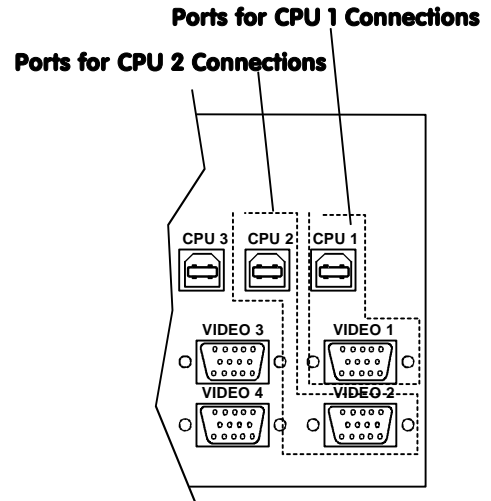 Ports for CPU 1 Connections
Ports for CPU 2 Connections
CPU 3 CPU 2 CPU 1
VIDEO 3 VIDEO 1
VIDEO 4 VIDEO 2